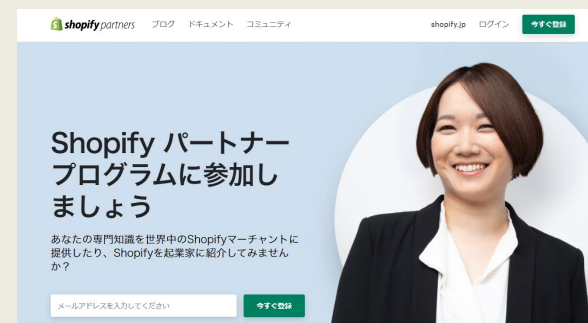 shopify partners ブログ ドキュメント コミュニティ shopify.jp ログイン 今すぐ登録
Shopify パートナー
プログラムに参加し
ましょう
あなたの専門知識を世界中のShopifyマーチャントに
提供したり、Shopifyを起業家に紹介してみません
か？
メールアドレスを入力してください 今すぐ登録